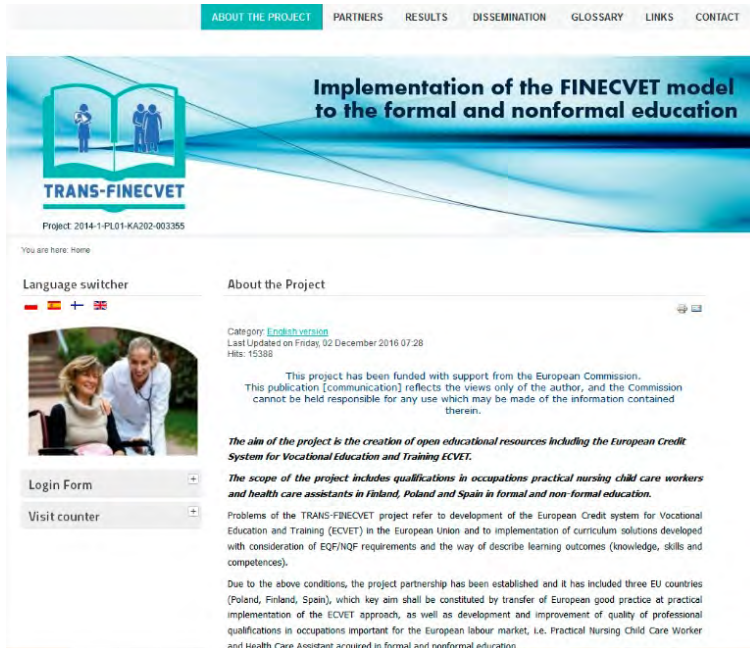 ABOUT THE PROJECT PARTNERS RESULTS DISSEMINATION GLOSSARY LINKS CONTACT
Implementation of the FINECVET model
to the formal and nonformal education
TRANS-FINECVET
Project: 2014-1-PL01-KA202-003355
You are here: Home
Language switcher
About the Project
Category: English version
Last Updated on Friday, 02 December 2016 07:28
Hits: 15388
This project has been funded with support from the European Commission.
This publication [communication] reflects the views only of the author, and the Commission
cannot be held responsible for any use which may be made of the information contained
therein.
The aim of the project is the creation of open educational resources including the European Credit
System for Vocational Education and Training ECVET.
The scope of the project includes qualifications in occupations practical nursing child care workers
and health care assistants in Finland, Poland and Spain in formal and non-formal education.
Login Form
Visit counter
Problems of the TRANS-FINECVET project refer to development of the European Credit system for Vocational
Education and Training (ECVET) in the European Union and to implementation of curriculum solutions developed
with consideration of EQF/NQF requirements and the way of describe learning outcomes (knowledge, skills and
competences).
Due to the above conditions, the project partnership has been established and it has included three EU countries
(Poland, Finland, Spain), which key aim shall be constituted by transfer of European good practice at practical
implementation of the ECVET approach, as well as development and improvement of quality of professional
qualifications in occupations important for the European labour market, i.e. Practical Nursing Child Care Worker
and Health Care Assistant acquired in formal and nonformal education.